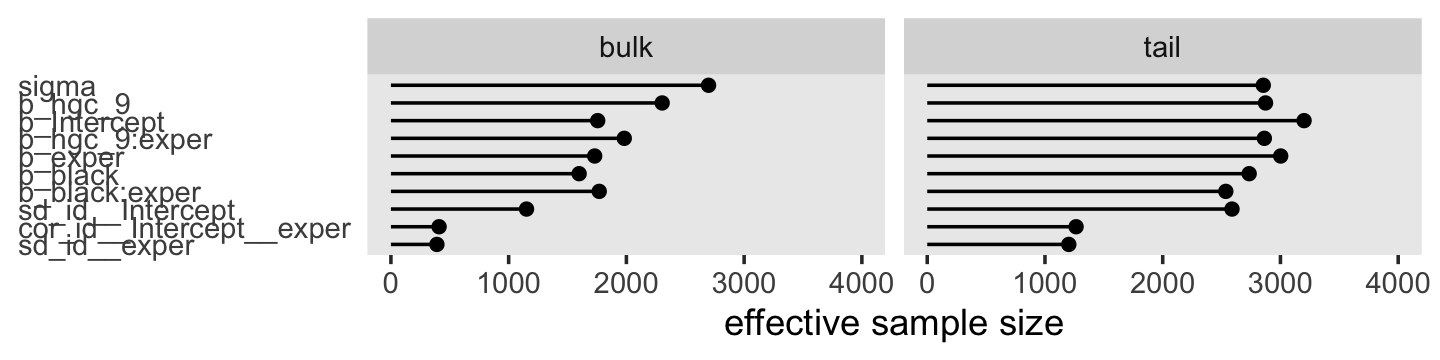 bulk
tail
sigma
b_hgc_9
b_Intercept
b_hgc_9:exper
b_exper
b_black
b_black:exper
sd_id__Intercept
cor_id__Intercept__exper
sd_id__exper
0 1000 2000 3000 4000
0 1000 2000 3000 4000
effective sample size